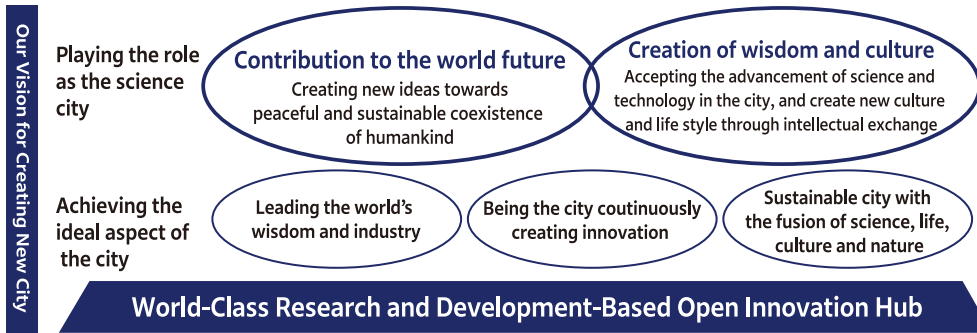 Our Vision for Creating New City
Playing the role
as the science
city
Contribution to the world future
Creating new ideas towards
peaceful and sustainable coexistence
of humankind
Creation of wisdom and culture
Accepting the advancement of science and
technology in the city, and create new culture
and life style through intellectual exchange
Achieving the
ideal aspect of
the city
Leading the world's
wisdom and industry
Being the city coutinuously
creating innovation
Sustainable city with
the fusion of science, life,
culture and nature
World-Class Research and Development-Based Open Innovation Hub